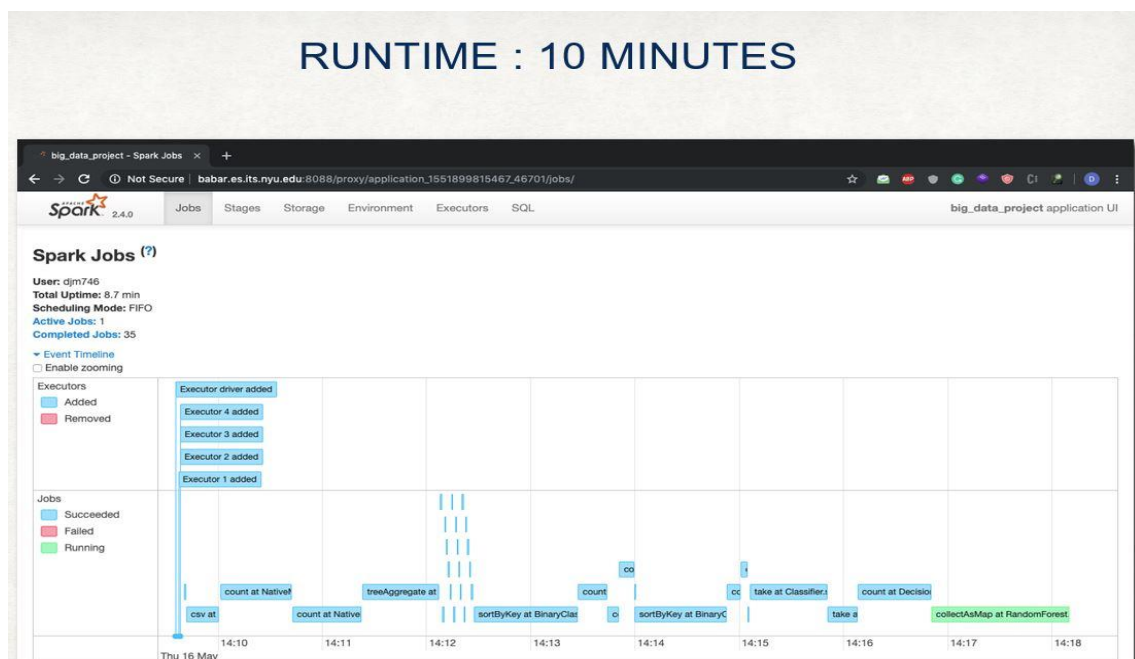 RUNTIME : 10 MINUTES
big_data_project - Spark Jobs × +
Not Secure | babar.es.its.nyu.edu:8088/proxy/application_1551899815467_46701/jobs/
APACHE Spark 2.4.0 Jobs Stages Storage Environment Executors SQL big_data_project application UI
Spark Jobs (?)
User: djm746
Total Uptime: 8.7 min
Scheduling Mode: FIFO
Active Jobs: 1
Completed Jobs: 35
Event Timeline
Enable zooming
Executors
Added
Removed
Executor driver added
Executor 4 added
Executor 3 added
Executor 2 added
Executor 1 added
Jobs
Succeeded
Failed
Running
co
count at Native treeAggregate at count cc take at Classifier. count at Decision
csv at count at Native sortByKey at BinaryClas sortByKey at BinaryC take a collectAsMap at RandomForest
14:10 14:11 14:12 14:13 14:14 14:15 14:16 14:17 14:18
Thu 16 May